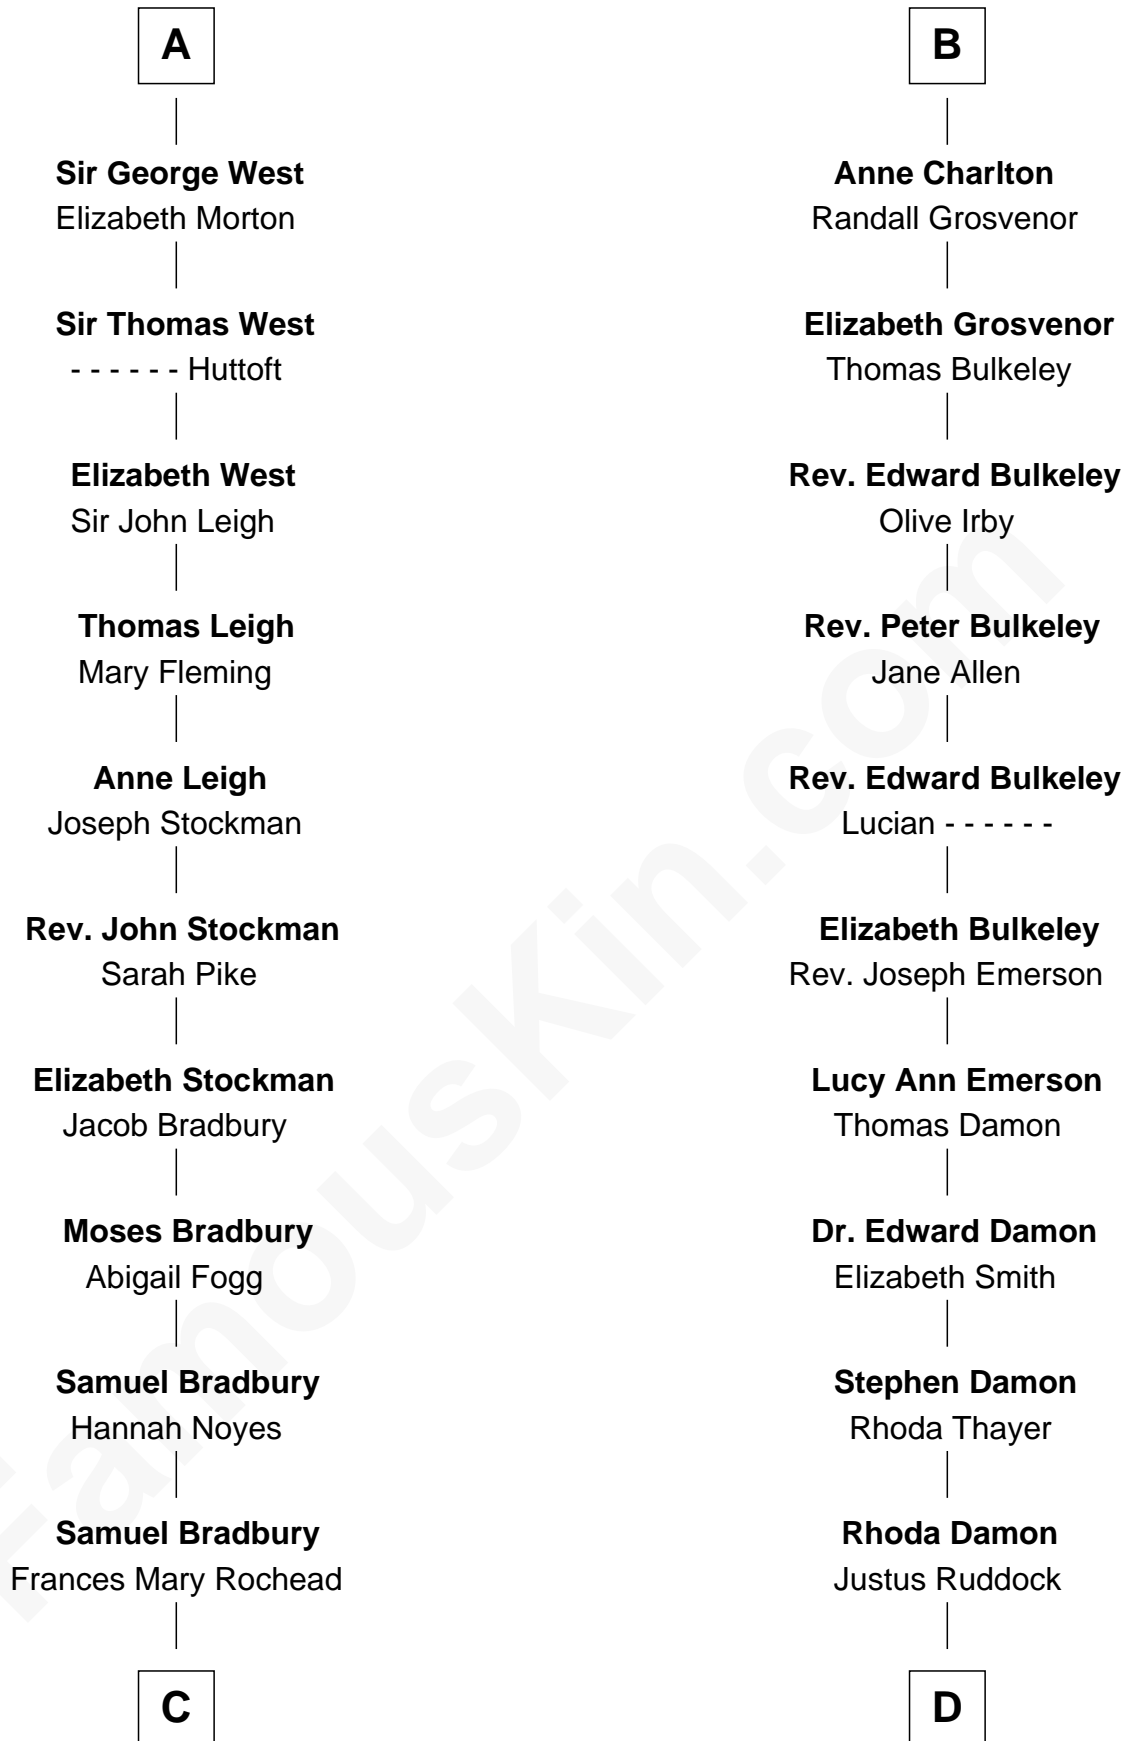 A
Sir George West
Elizabeth Morton
Sir Thomas West
- - - - - - Huttoft
Elizabeth West
Sir John Leigh
Thomas Leigh
Mary Fleming
Anne Leigh
Joseph Stockman
Rev. John Stockman
Sarah Pike
Elizabeth Stockman
Jacob Bradbury
Moses Bradbury
Abigail Fogg
Samuel Bradbury
Hannah Noyes
Samuel Bradbury
Frances Mary Rochead
C
B
Anne Charlton
Randall Grosvenor
Elizabeth Grosvenor
Thomas Bulkeley
Rev. Edward Bulkeley
Olive Irby
Rev. Peter Bulkeley
Jane Allen
Rev. Edward Bulkeley
Lucian - - - - - -
Elizabeth Bulkeley
Rev. Joseph Emerson
Lucy Ann Emerson
Thomas Damon
Dr. Edward Damon
Elizabeth Smith
Stephen Damon
Rhoda Thayer
Rhoda Damon
Justus Ruddock
D
FamousKin.com